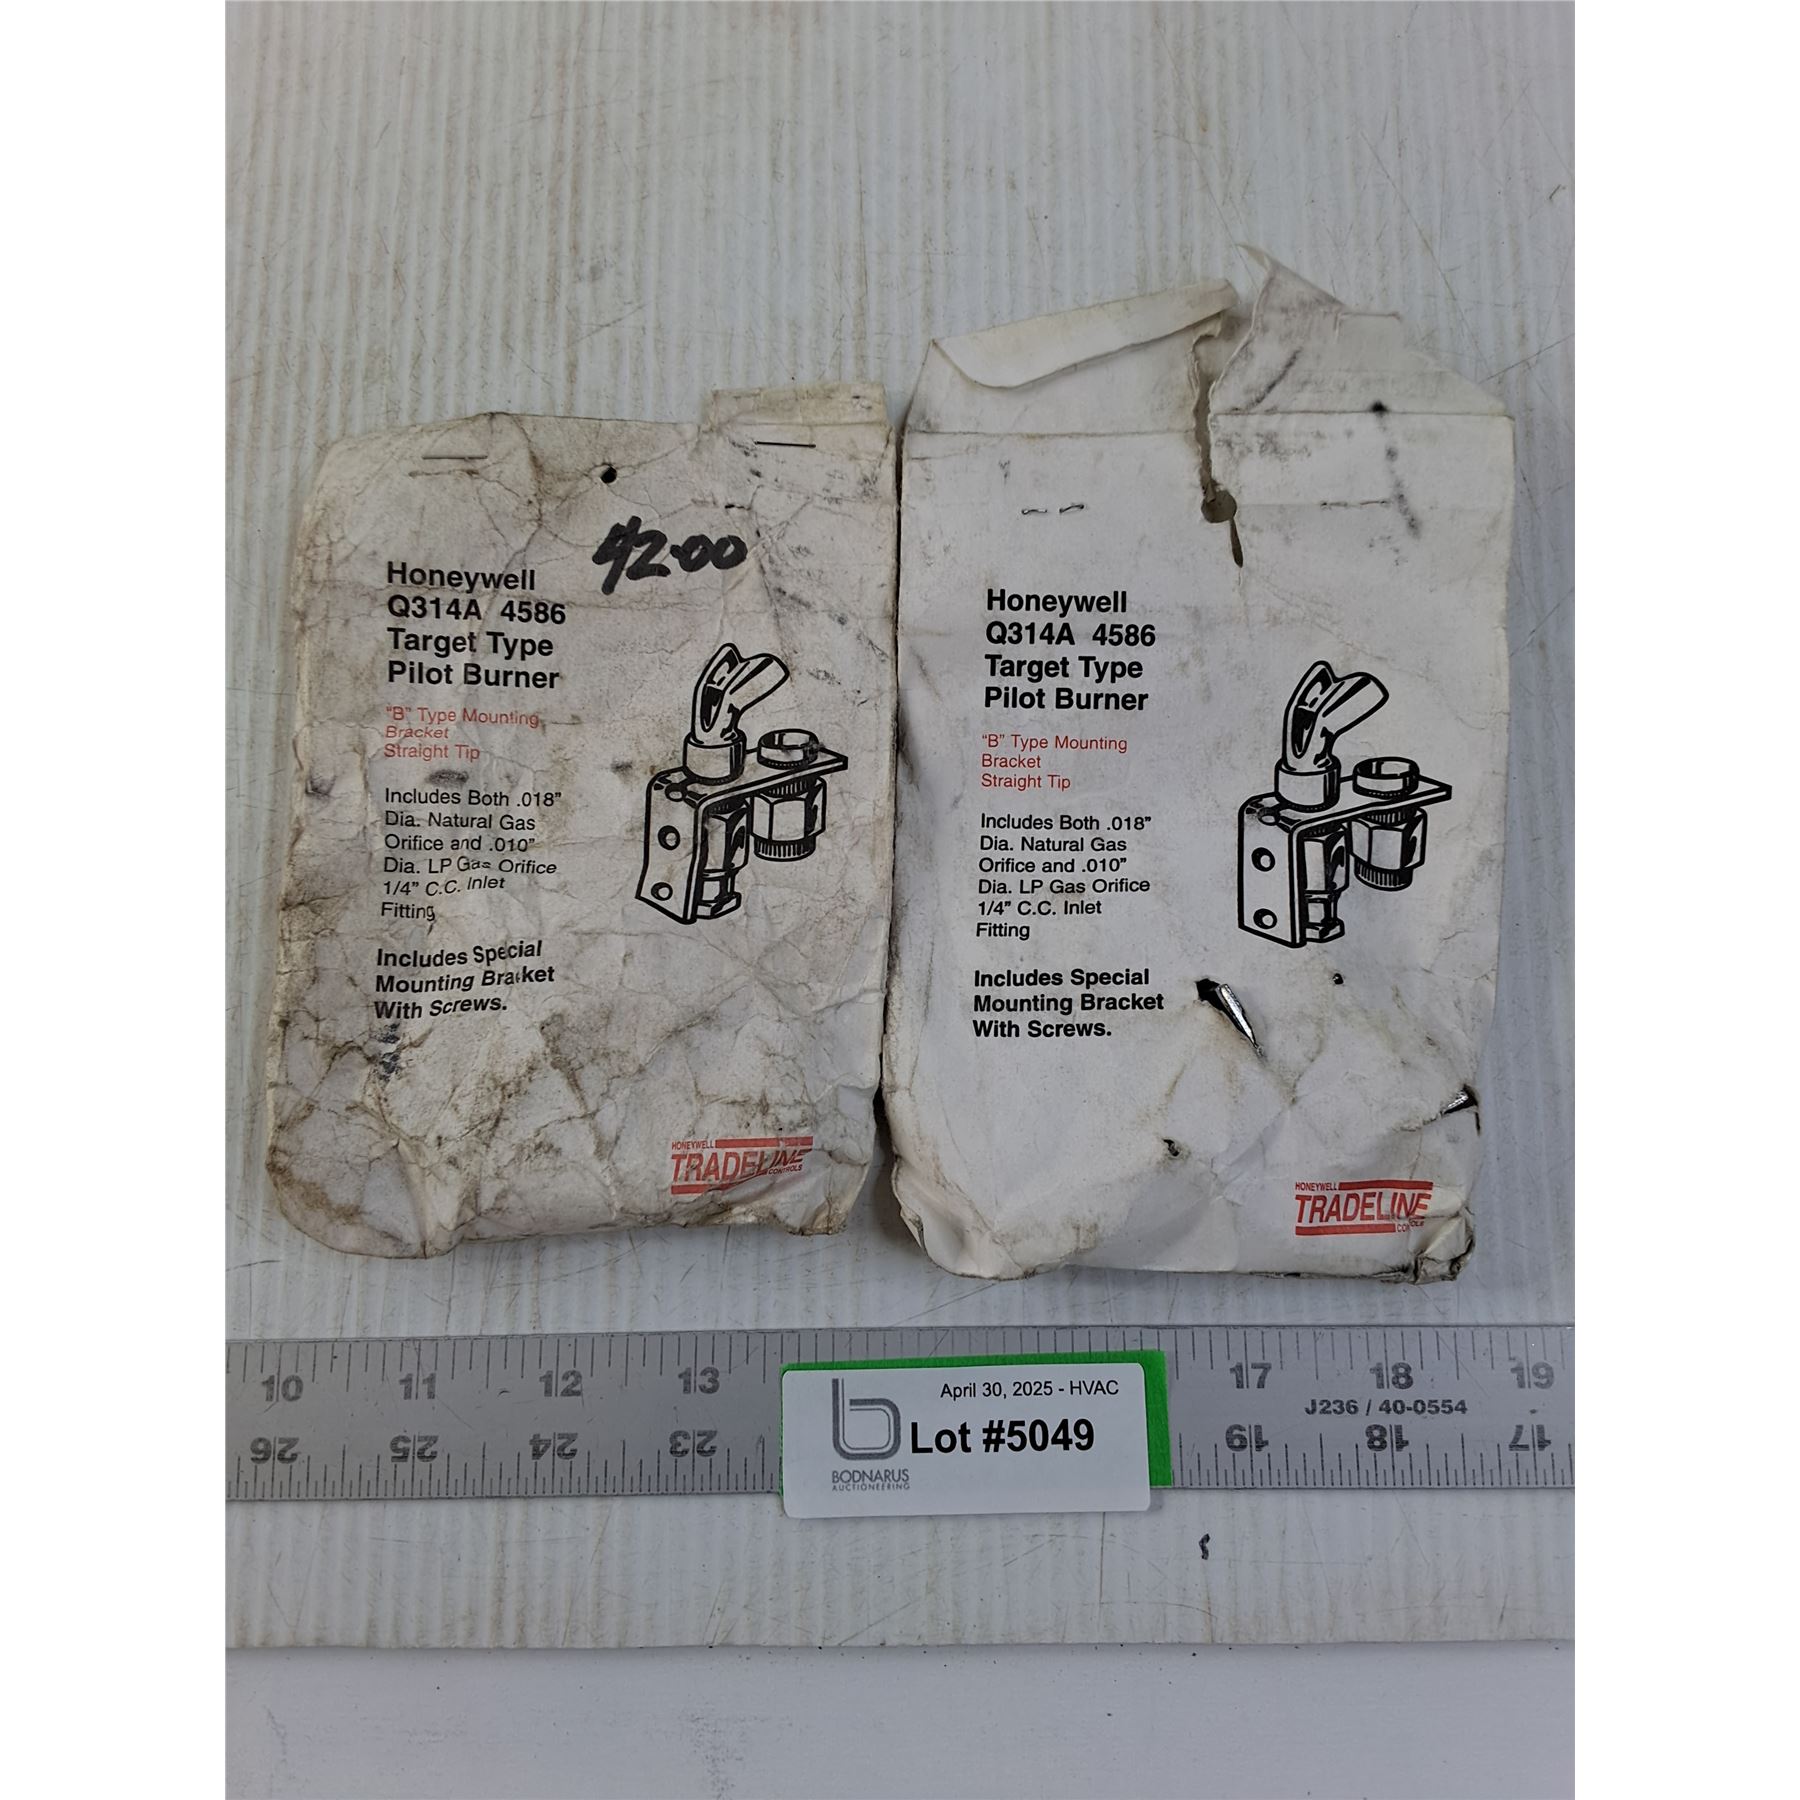 42.00
Honeywell
Q314A 4586
Target Type
Pilot Burner
"B" Type Mounting
Bracket
Straight Tip
Includes Both .018"
Dia. Natural Gas
Orifice and .010"
Dia. LP Gas Orifice
1/4" C.C. Inlet
Fitting
Includes Special
Mounting Bracket
With Screws.
HONEYWELL
TRADELINE
CONTROLS
Honeywell
Q314A 4586
Target Type
Pilot Burner
"B" Type Mounting
Bracket
Straight Tip
Includes Both .018"
Dia. Natural Gas
Orifice and .010"
Dia. LP Gas Orifice
1/4" C.C. Inlet
Fitting
Includes Special
Mounting Bracket
With Screws.
HONEYWELL
TRADELINE
CONTROLS
10 11 12 13 17 18 19
J236 / 40-0554
26 25 24 23 19 18 17
April 30, 2025 - HVAC
Lot #5049
BODNARUS
AUCTIONEERING